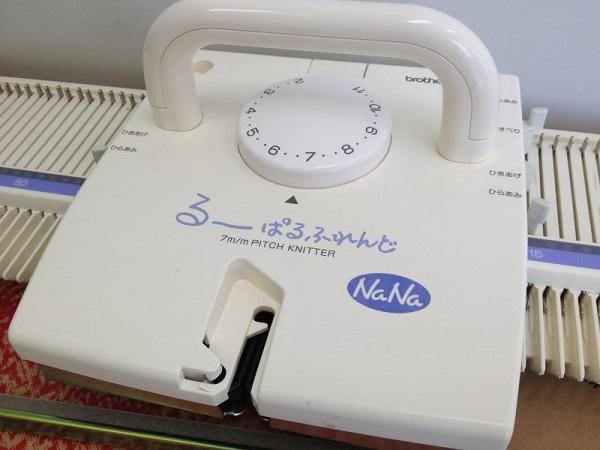 brother
2 3 4 5 6 7 8 9 10 11
ひきあげ
ひらあみ
すべり
ひきあげ
ひらあみ
50
15
るーぱるふれんど
7m/m PITCH KNITTER
NaNa